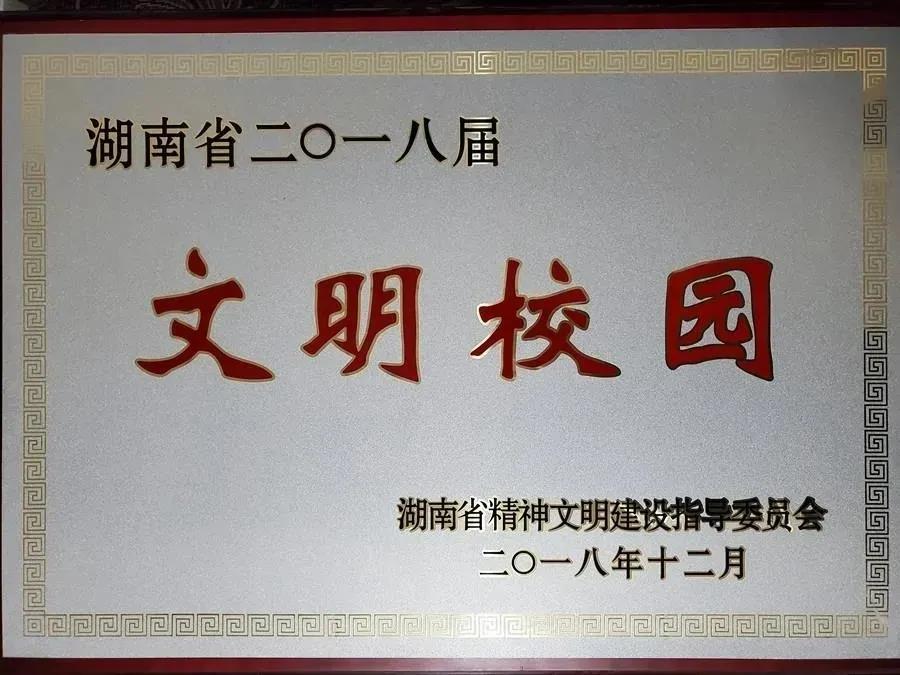 湖南省二〇一八届
文明校园
湖南省精神文明建设指导委员会
二〇一八年十二月